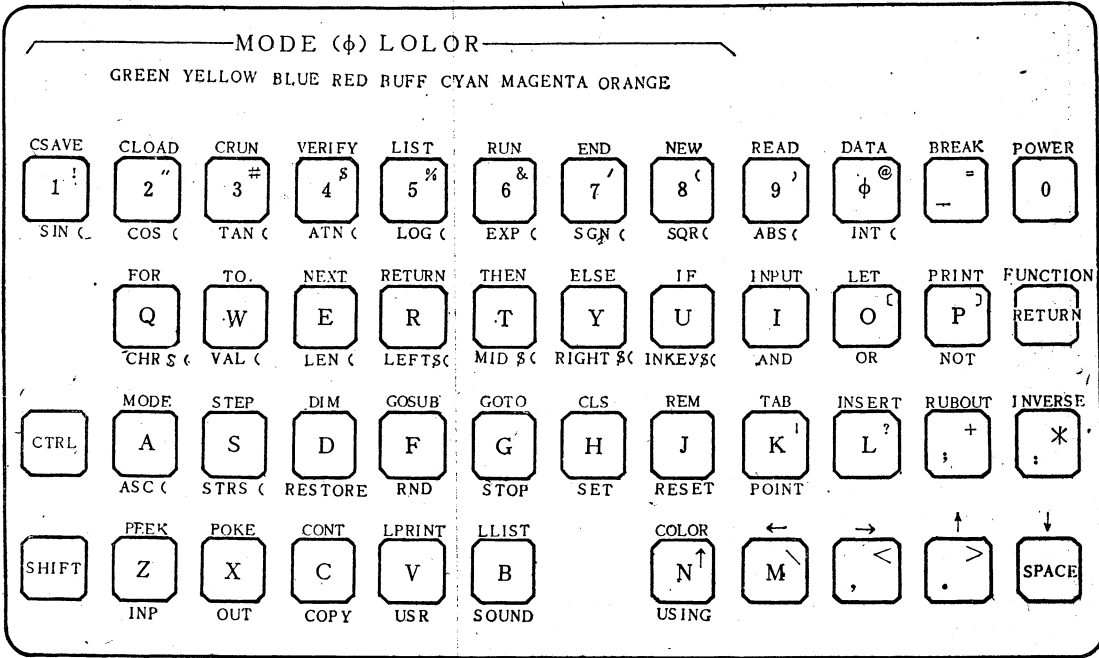 MODE (ϕ) LOLOR
GREEN YELLOW BLUE RED BUFF CYAN MAGENTA ORANGE
CSAVE CLOAD CRUN VERIFY LIST RUN END NEW READ DATA BREAK POWER
1 ! 2 " 3 # 4 $ 5 % 6 & 7 ' 8 ( 9 ) ϕ @ _ = 0
SIN ( COS ( TAN ( ATN ( LOG ( EXP ( SGN ( SQR( ABS( INT (
FOR TO. NEXT RETURN THEN ELSE IF INPUT LET PRINT FUNCTION
Q W E R T Y U I O [ P ] RETURN
CHR $ ( VAL ( LEN ( LEFT$( MID $( RIGHT $( INKEY$( AND OR NOT
MODE STEP DIM GOSUB GOTO CLS REM TAB INSERT RUBOUT INVERSE
CTRL A S D F G H J K | L ? ; + : *
ASC ( STRS ( RESTORE RND STOP SET RESET POINT
PEEK POKE CONT LPRINT LLIST COLOR ← → ↑ ↓
SHIFT Z X C V B N ↑ M \ , < . > SPACE
INP OUT COPY USR SOUND USING